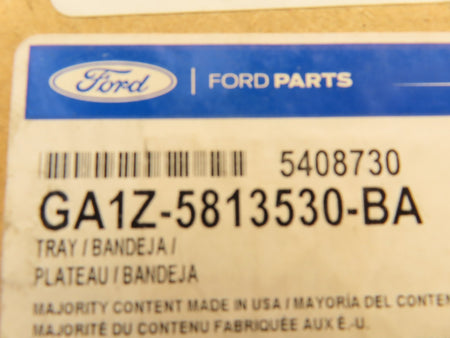 Ford | FORD PARTS
5408730
GA1Z-5813530-BA
TRAY / BANDEJA /
PLATEAU / BANDEJA
MAJORITY CONTENT MADE IN USA / MAYORÍA DEL CONTEN
MAJORITÉ DU CONTENU FABRIQUÉE AUX É.-U.